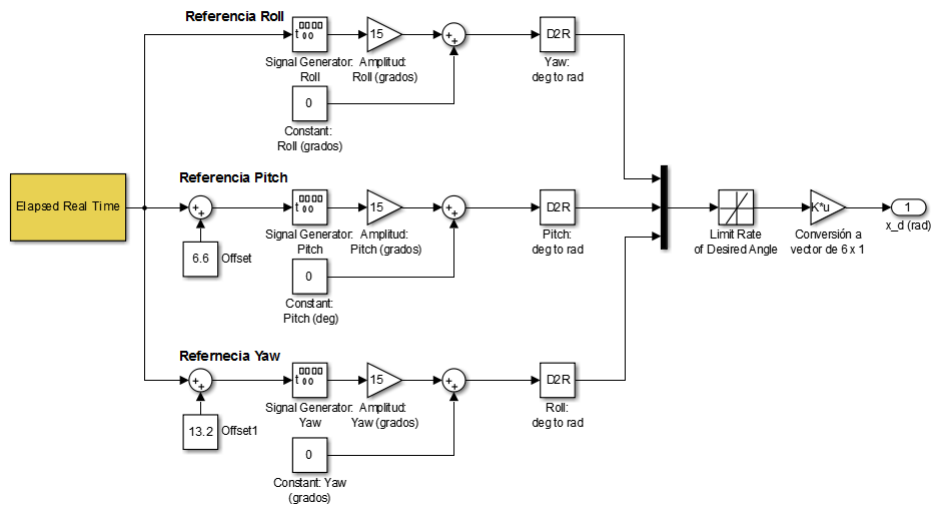 Referencia Roll
t
15
D2R
Signal Generator:
Roll
Amplitud:
Roll (grados)
Yaw:
deg to rad
0
Constant:
Roll (grados)
Elapsed Real Time
Referencia Pitch
t
15
D2R
Signal Generator:
Pitch
Amplitud:
Pitch (grados)
Pitch:
deg to rad
6.6
Offset
0
Constant:
Pitch (deg)
Limit Rate
of Desired Angle
K*u
Conversión a
vector de 6 x 1
1
x_d (rad)
Refernecia Yaw
t
15
D2R
Signal Generator:
Yaw
Amplitud:
Yaw (grados)
Roll:
deg to rad
13.2
Offset1
0
Constant: Yaw
(grados)